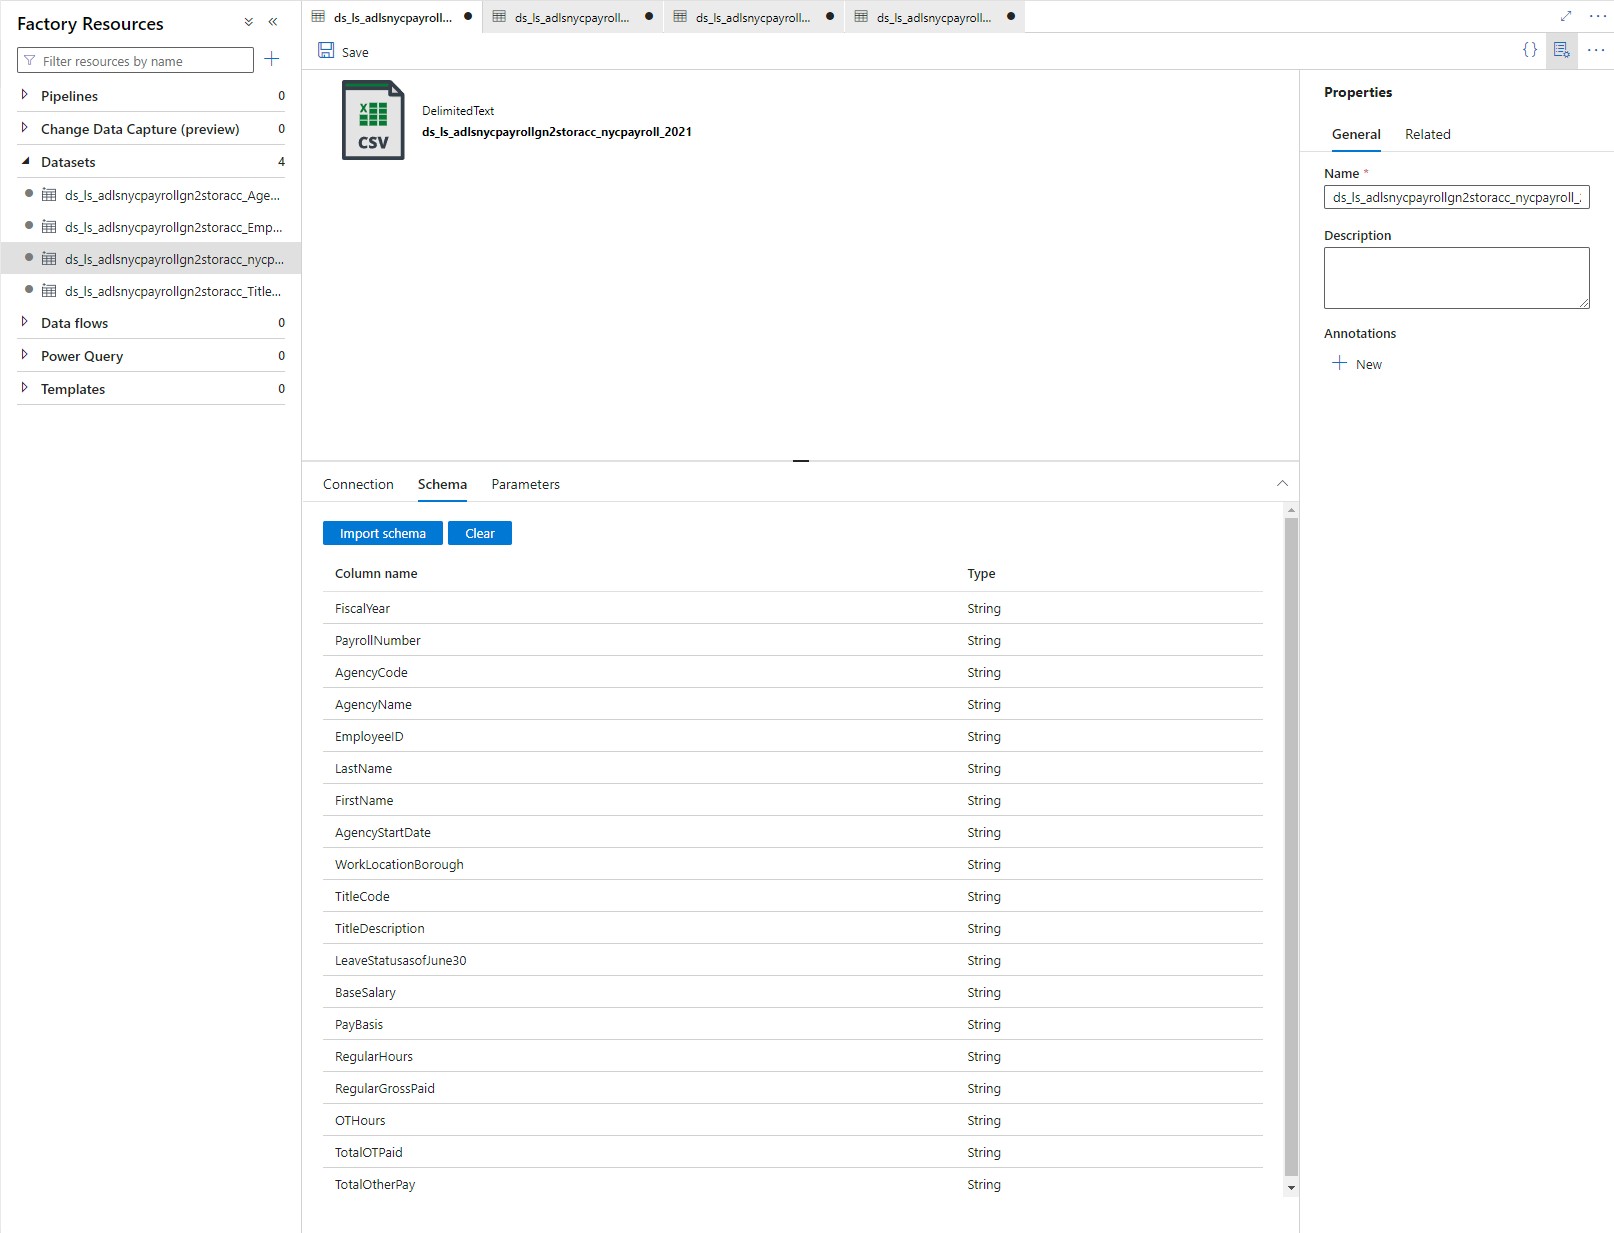 Factory Resources
Filter resources by name
Pipelines 0
Change Data Capture (preview) 0
Datasets 4
ds_ls_adlsnycpayrollgn2storacc_Age...
ds_ls_adlsnycpayrollgn2storacc_Emp...
ds_ls_adlsnycpayrollgn2storacc_nycp...
ds_ls_adlsnycpayrollgn2storacc_Title...
Data flows 0
Power Query 0
Templates 0
ds_ls_adlsnycpayroll... ds_ls_adlsnycpayroll... ds_ls_adlsnycpayroll... ds_ls_adlsnycpayroll...
Save
CSV
DelimitedText
ds_ls_adlsnycpayrollgn2storacc_nycpayroll_2021
Connection Schema Parameters
Import schema Clear
Column name Type
FiscalYear String
PayrollNumber String
AgencyCode String
AgencyName String
EmployeeID String
LastName String
FirstName String
AgencyStartDate String
WorkLocationBorough String
TitleCode String
TitleDescription String
LeaveStatusasofJune30 String
BaseSalary String
PayBasis String
RegularHours String
RegularGrossPaid String
OTHours String
TotalOTPaid String
TotalOtherPay String
Properties
General Related
Name *
ds_ls_adlsnycpayrollgn2storacc_nycpayroll_
Description
Annotations
New